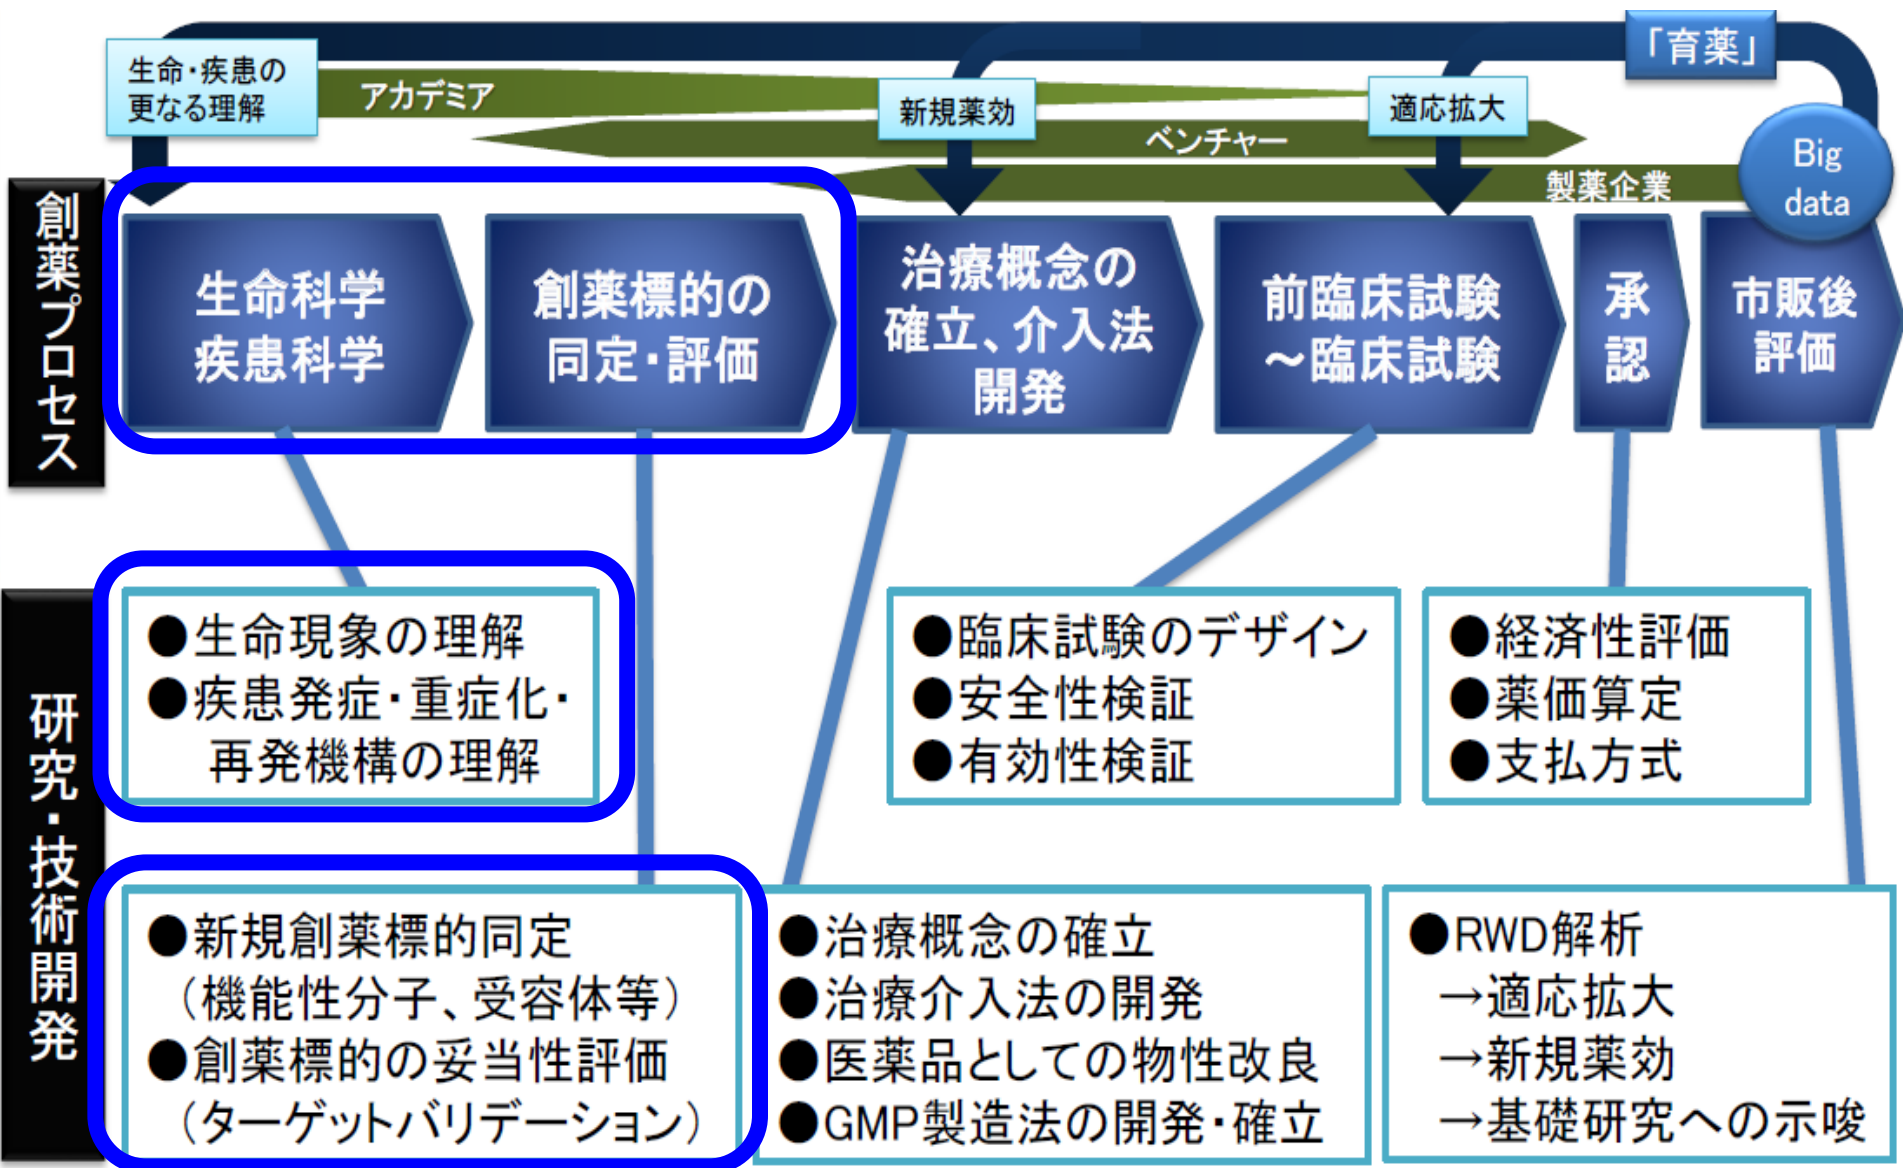 「育薬」
生命・疾患の
更なる理解
アカデミア
新規薬効
適応拡大
ベンチャー
製薬企業
Big
data
創薬プロセス
生命科学
疾患科学
創薬標的の
同定・評価
治療概念の
確立、介入法
開発
前臨床試験
～臨床試験
承
認
市販後
評価
研究・技術開発
●生命現象の理解
●疾患発症・重症化・
再発機構の理解
●臨床試験のデザイン
●安全性検証
●有効性検証
●経済性評価
●薬価算定
●支払方式
●新規創薬標的同定
（機能性分子、受容体等）
●創薬標的の妥当性評価
（ターゲットバリデーション）
●治療概念の確立
●治療介入法の開発
●医薬品としての物性改良
●GMP製造法の開発・確立
●RWD解析
→適応拡大
→新規薬効
→基礎研究への示唆